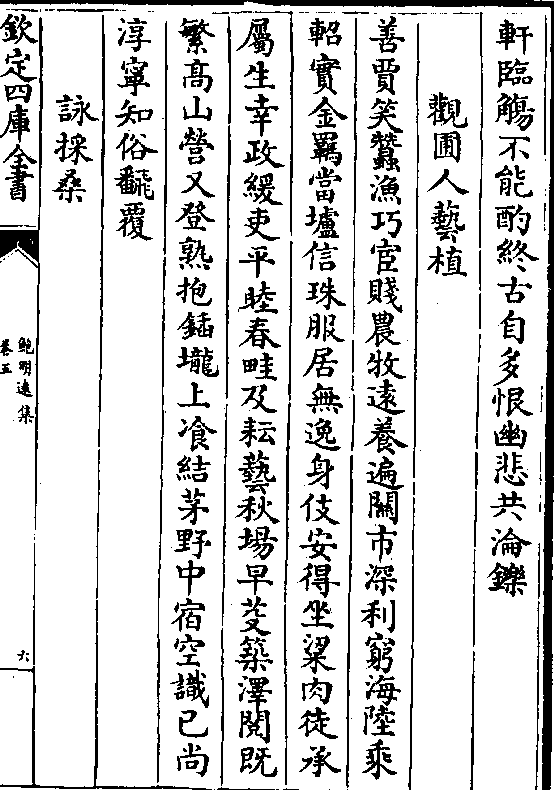 軒臨觴不能酌終古自多恨幽悲共淪鑠
觀圃人藝植
善賈笑蠶漁巧宦賤農牧遠養遍關市深利窮海陸乘
軺實金羈當壚信珠服居無逸身伎安得坐粱肉徒承
屬生幸政緩吏平睦春畦及耘藝秋場早芟築澤閱既
繁高山營又登熟抱鍤壠上飡結茅野中宿空識已尚
淳寧知俗飜覆
詠採桑
欽定四庫全書
鮑明遠集
卷五
六